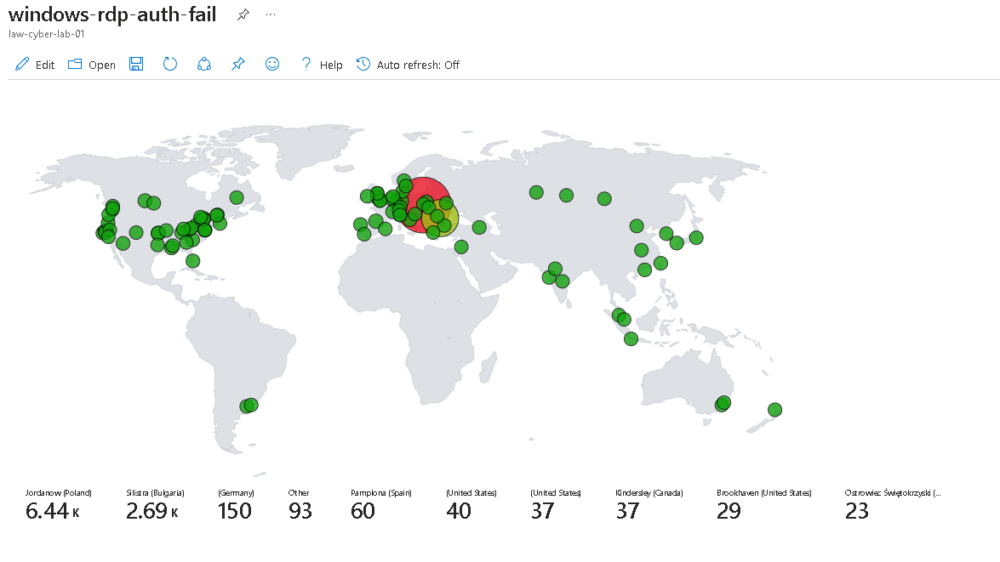 windows-rdp-auth-fail
law-cyber-lab-01
Edit Open Help Auto refresh: Off
Jordanow (Poland) Silistra (Bulgaria) (Germany) Other Pamplona (Spain) (United States) (United States) Kindersley (Canada) Brookhaven (United States) Ostrowiec Świętokrzyski (...
6.44 K 2.69 K 150 93 60 40 37 37 29 23